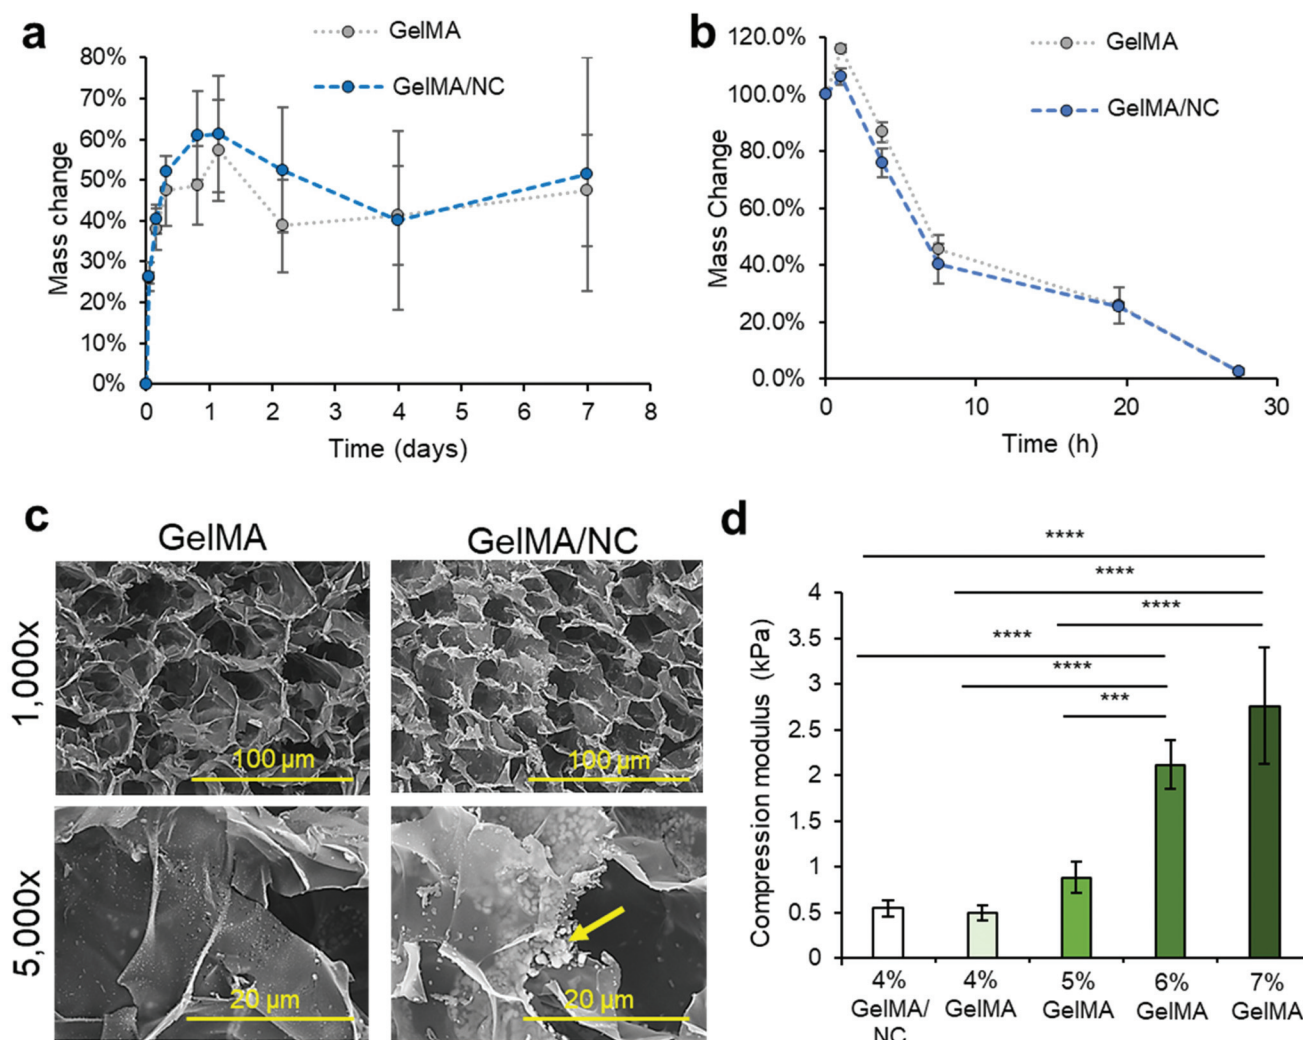 a
GelMA
GelMA/NC
80%
70%
60%
50%
40%
30%
20%
10%
0%
Mass change
0 1 2 3 4 5 6 7 8
Time (days)
b
GelMA
GelMA/NC
120.0%
100.0%
80.0%
60.0%
40.0%
20.0%
0.0%
Mass Change
0 10 20 30
Time (h)
c
GelMA
GelMA/NC
1,000x
100 µm
100 µm
5,000x
20 µm
20 µm
d
****
****
****
****
****
***
4
3.5
3
2.5
2
1.5
1
0.5
0
Compression modulus (kPa)
4%
GelMA/
NC
4%
GelMA
5%
GelMA
6%
GelMA
7%
GelMA